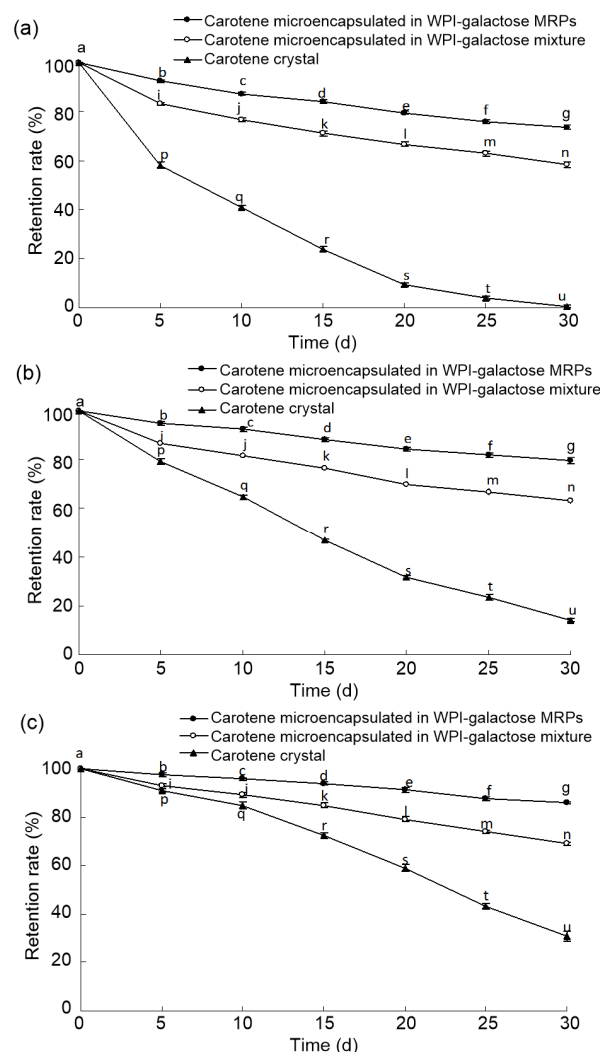 (a)
Carotene microencapsulated in WPI-galactose MRPs
Carotene microencapsulated in WPI-galactose mixture
Carotene crystal
Retention rate (%)
100
80
60
40
20
0
a
b
c
d
e
f
g
i
j
k
l
m
n
p
q
r
s
t
u
0 5 10 15 20 25 30
Time (d)
(b)
Carotene microencapsulated in WPI-galactose MRPs
Carotene microencapsulated in WPI-galactose mixture
Carotene crystal
Retention rate (%)
100
80
60
40
20
0
a
b
c
d
e
f
g
i
j
k
l
m
n
p
q
r
s
t
u
0 5 10 15 20 25 30
Time (d)
(c)
Carotene microencapsulated in WPI-galactose MRPs
Carotene microencapsulated in WPI-galactose mixture
Carotene crystal
Retention rate (%)
100
80
60
40
20
0
a
b
c
d
e
f
g
i
j
k
l
m
n
p
q
r
s
t
u
0 5 10 15 20 25 30
Time (d)